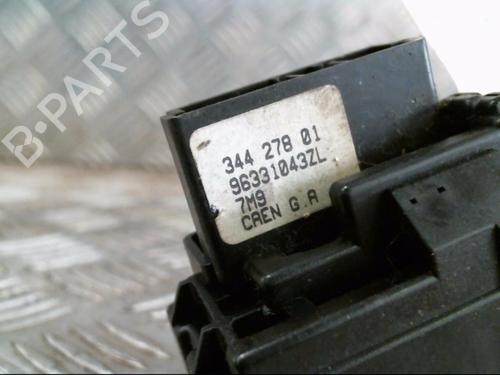 B-PARTS
344 278 01
96331043ZL
7M9
CAEN G.A